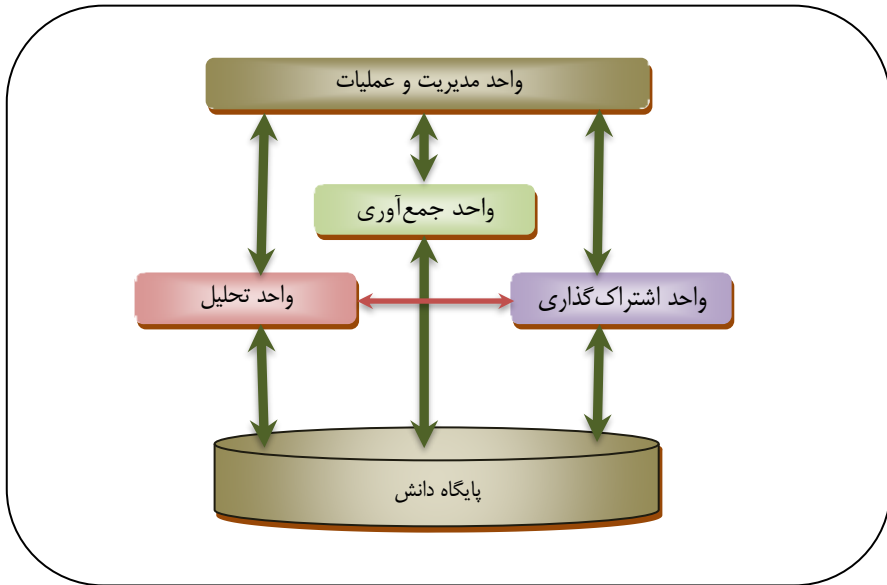 واحد مدیریت و عملیات
واحد جمع‌آوری
واحد اشتراک‌گذاری
واحد تحلیل
پایگاه دانش